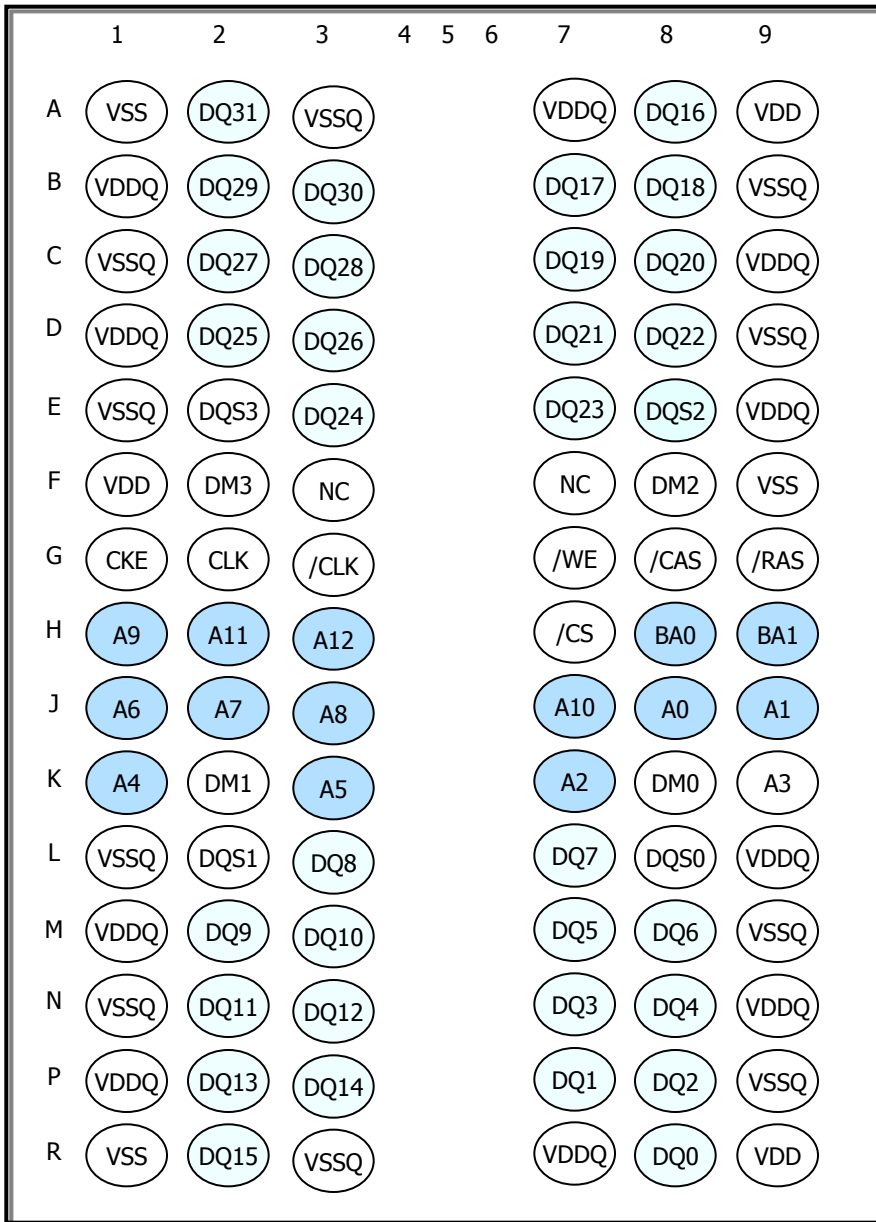 1 2 3 4 5 6 7 8 9
A VSS DQ31 VSSQ VDDQ DQ16 VDD
B VDDQ DQ29 DQ30 DQ17 DQ18 VSSQ
C VSSQ DQ27 DQ28 DQ19 DQ20 VDDQ
D VDDQ DQ25 DQ26 DQ21 DQ22 VSSQ
E VSSQ DQS3 DQ24 DQ23 DQS2 VDDQ
F VDD DM3 NC NC DM2 VSS
G CKE CLK /CLK /WE /CAS /RAS
H A9 A11 A12 /CS BA0 BA1
J A6 A7 A8 A10 A0 A1
K A4 DM1 A5 A2 DM0 A3
L VSSQ DQS1 DQ8 DQ7 DQS0 VDDQ
M VDDQ DQ9 DQ10 DQ5 DQ6 VSSQ
N VSSQ DQ11 DQ12 DQ3 DQ4 VDDQ
P VDDQ DQ13 DQ14 DQ1 DQ2 VSSQ
R VSS DQ15 VSSQ VDDQ DQ0 VDD